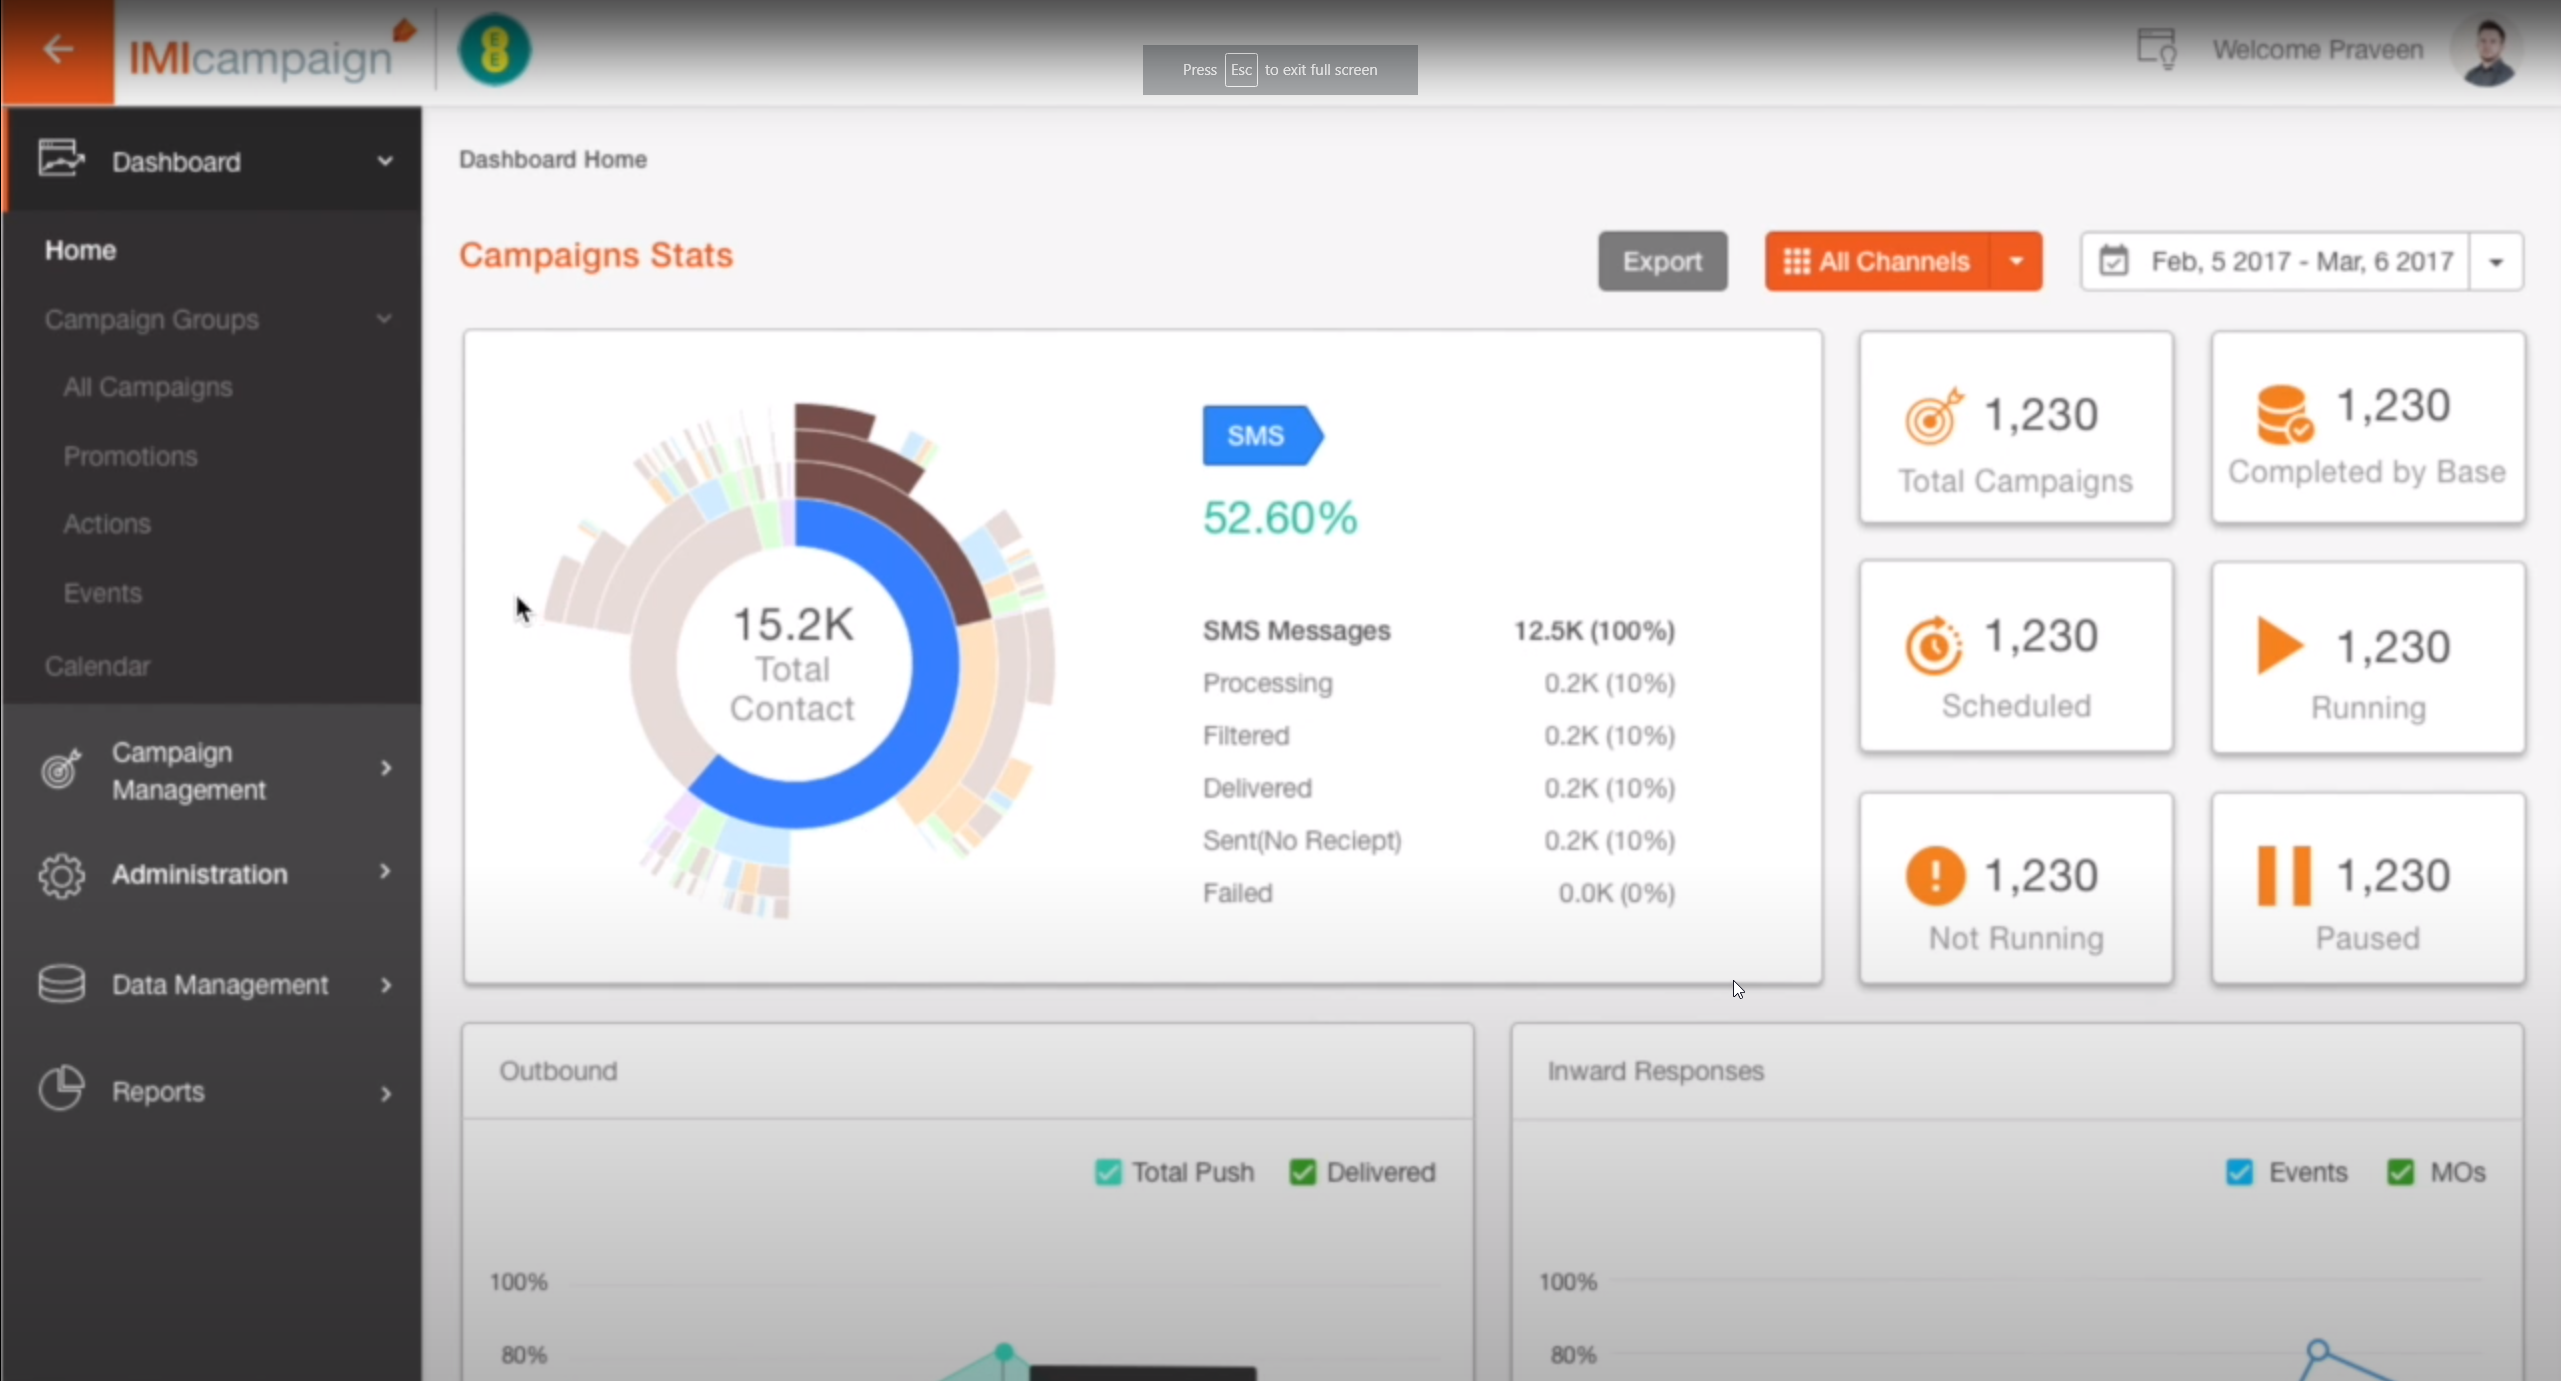 IMIcampaign
EE
Press Esc to exit full screen
Welcome Praveen
Dashboard
Home
Campaign Groups
All Campaigns
Promotions
Actions
Events
Calendar
Campaign
Management
Administration
Data Management
Reports
Dashboard Home
Campaigns Stats
Export
All Channels
Feb, 5 2017 - Mar, 6 2017
15.2K
Total
Contact
SMS
52.60%
SMS Messages 12.5K (100%)
Processing 0.2K (10%)
Filtered 0.2K (10%)
Delivered 0.2K (10%)
Sent(No Reciept) 0.2K (10%)
Failed 0.0K (0%)
1,230
Total Campaigns
1,230
Completed by Base
1,230
Scheduled
1,230
Running
1,230
Not Running
1,230
Paused
Outbound
Total Push Delivered
100%
80%
Inward Responses
Events MOs
100%
80%